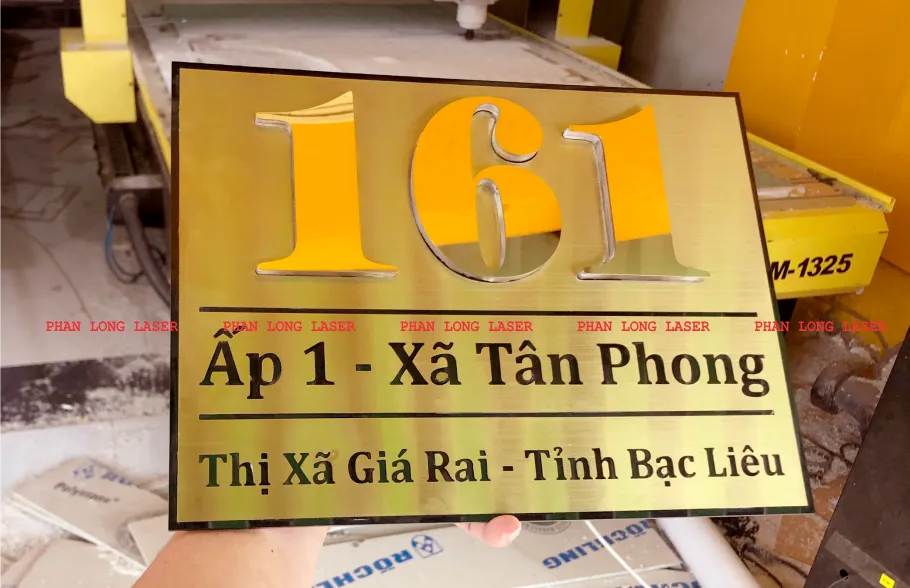 161
M-1325
PHAN LONG LASER PHAN LONG LASER PHAN LONG LASER PHAN LONG LASER PHAN LONG LASER
Ấp 1 - Xã Tân Phong
Thị Xã Giá Rai - Tỉnh Bạc Liêu
RÖCHLING